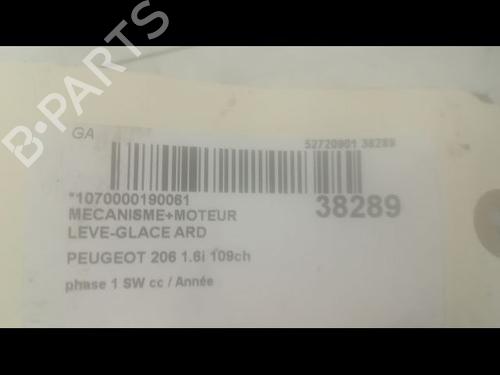 GA
52720901 38289
*1070000190061
MECANISME+MOTEUR
38289
LEVE-GLACE ARD
PEUGEOT 206 1.6i 109ch
phase 1 SW cc / Année
B-PARTS